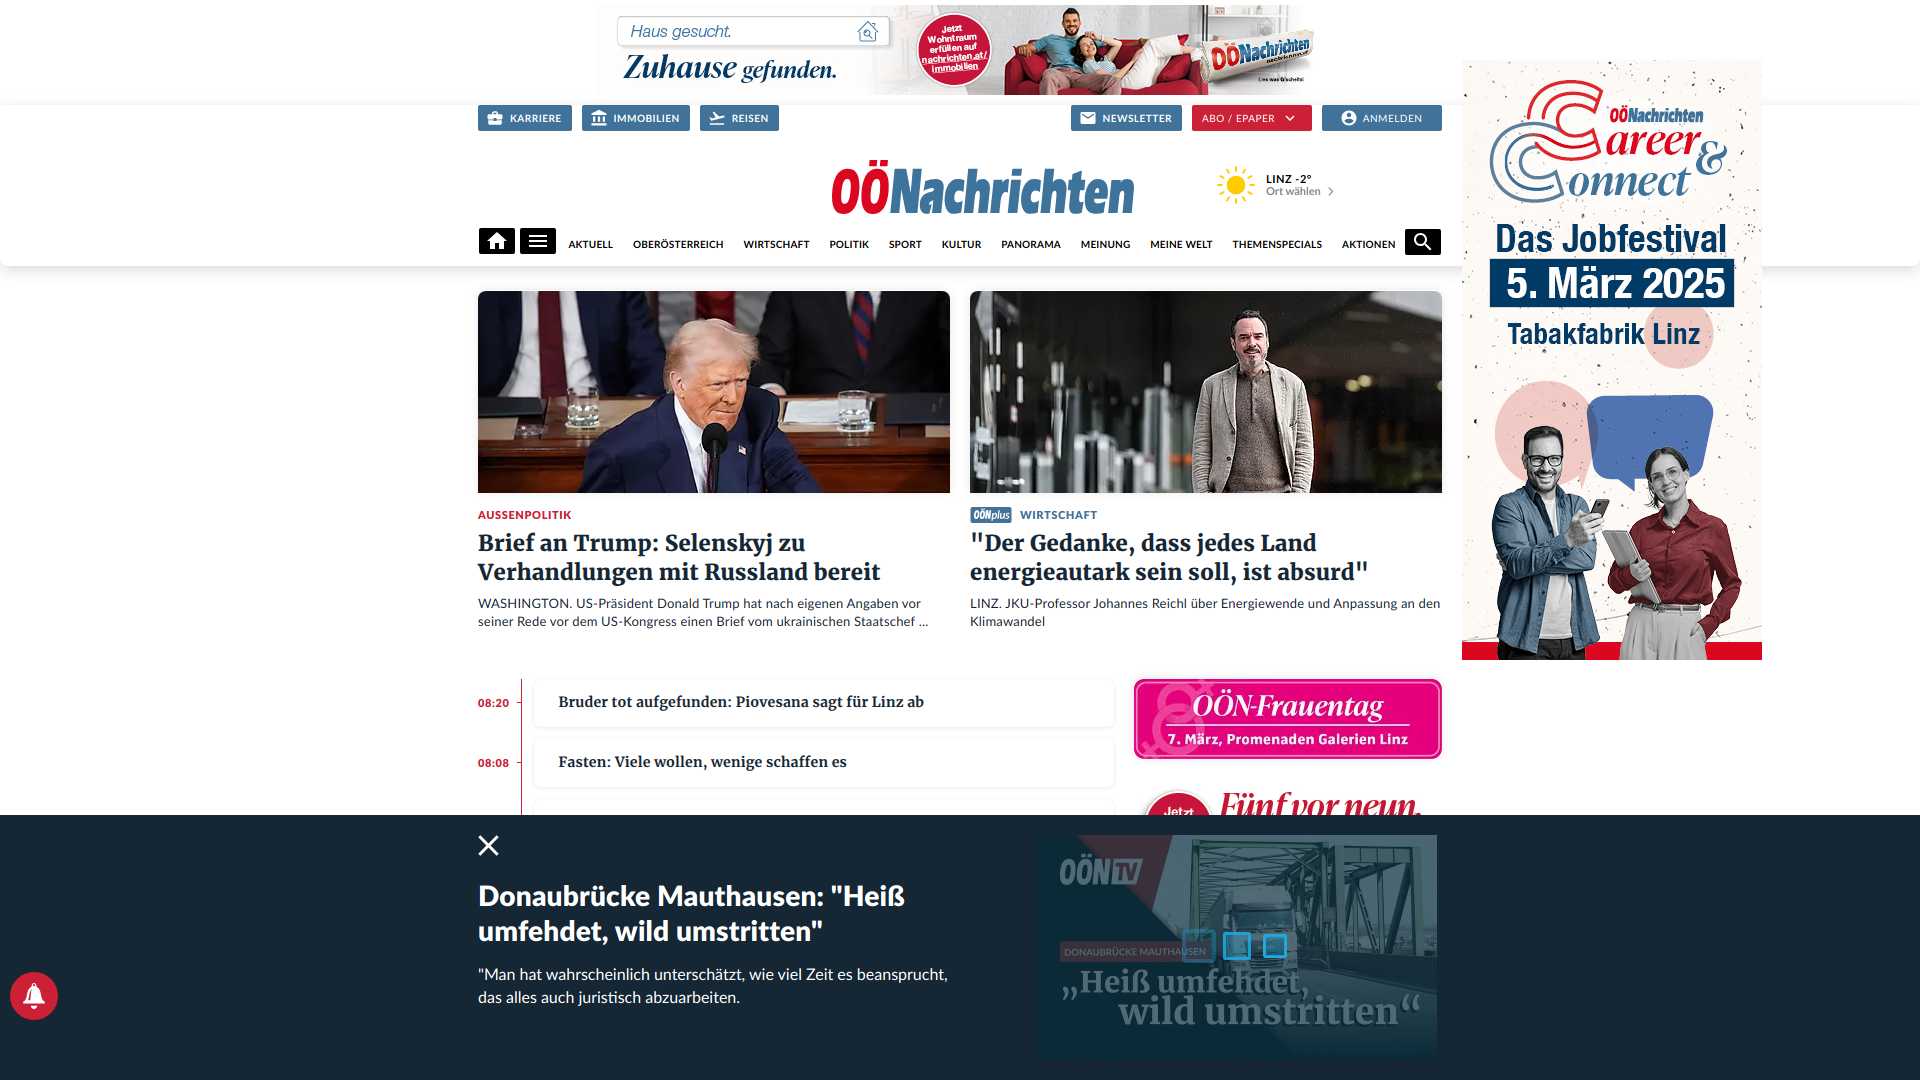 Haus gesucht.
Zuhause gefunden.
Jetzt
Wohntraum
erfüllen auf
nachrichten.at/
immobilien
OÖNachrichten
Lies was G'scheits!
KARRIERE
IMMOBILIEN
REISEN
NEWSLETTER
ABO / EPAPER
ANMELDEN
OÖNachrichten
LINZ -2°
Ort wählen
AKTUELL
OBERÖSTERREICH
WIRTSCHAFT
POLITIK
SPORT
KULTUR
PANORAMA
MEINUNG
MEINE WELT
THEMENSPECIALS
AKTIONEN
OÖNachrichten
Career &
Connect
Das Jobfestival
5. März 2025
Tabakfabrik Linz
AUSSENPOLITIK
Brief an Trump: Selenskyj zu
Verhandlungen mit Russland bereit
WASHINGTON. US-Präsident Donald Trump hat nach eigenen Angaben vor
seiner Rede vor dem US-Kongress einen Brief vom ukrainischen Staatschef ...
OÖNplus WIRTSCHAFT
"Der Gedanke, dass jedes Land
energieautark sein soll, ist absurd"
LINZ. JKU-Professor Johannes Reichl über Energiewende und Anpassung an den
Klimawandel
08:20
Bruder tot aufgefunden: Piovesana sagt für Linz ab
08:08
Fasten: Viele wollen, wenige schaffen es
OÖN-Frauentag
7. März, Promenaden Galerien Linz
Jetzt
Fünf vor neun.
Donaubrücke Mauthausen: "Heiß
umfehdet, wild umstritten"
"Man hat wahrscheinlich unterschätzt, wie viel Zeit es beansprucht,
das alles auch juristisch abzuarbeiten.
OÖN TV
DONAUBRÜCKE MAUTHAUSEN
„Heiß umfehdet,
wild umstritten“